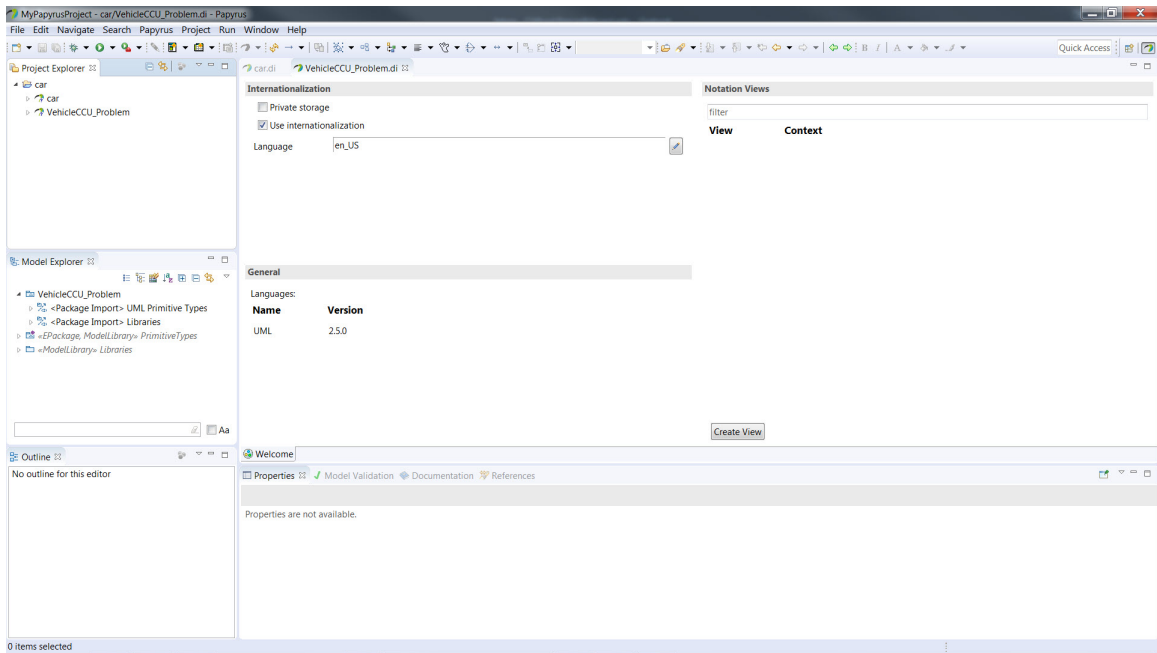 MyPapyrusProject - car/VehicleCCU_Problem.di - Papyrus
File Edit Navigate Search Papyrus Project Run Window Help
Quick Access
Project Explorer
car.di
VehicleCCU_Problem.di
car
car
VehicleCCU_Problem
Internationalization
Private storage
Use internationalization
Language
en_US
Notation Views
filter
View Context
Create View
Model Explorer
VehicleCCU_Problem
<Package Import> UML Primitive Types
<Package Import> Libraries
«EPackage, ModelLibrary» PrimitiveTypes
«ModelLibrary» Libraries
Aa
General
Languages:
Name Version
UML 2.5.0
Welcome
Outline
No outline for this editor
Properties Model Validation Documentation References
Properties are not available.
0 items selected